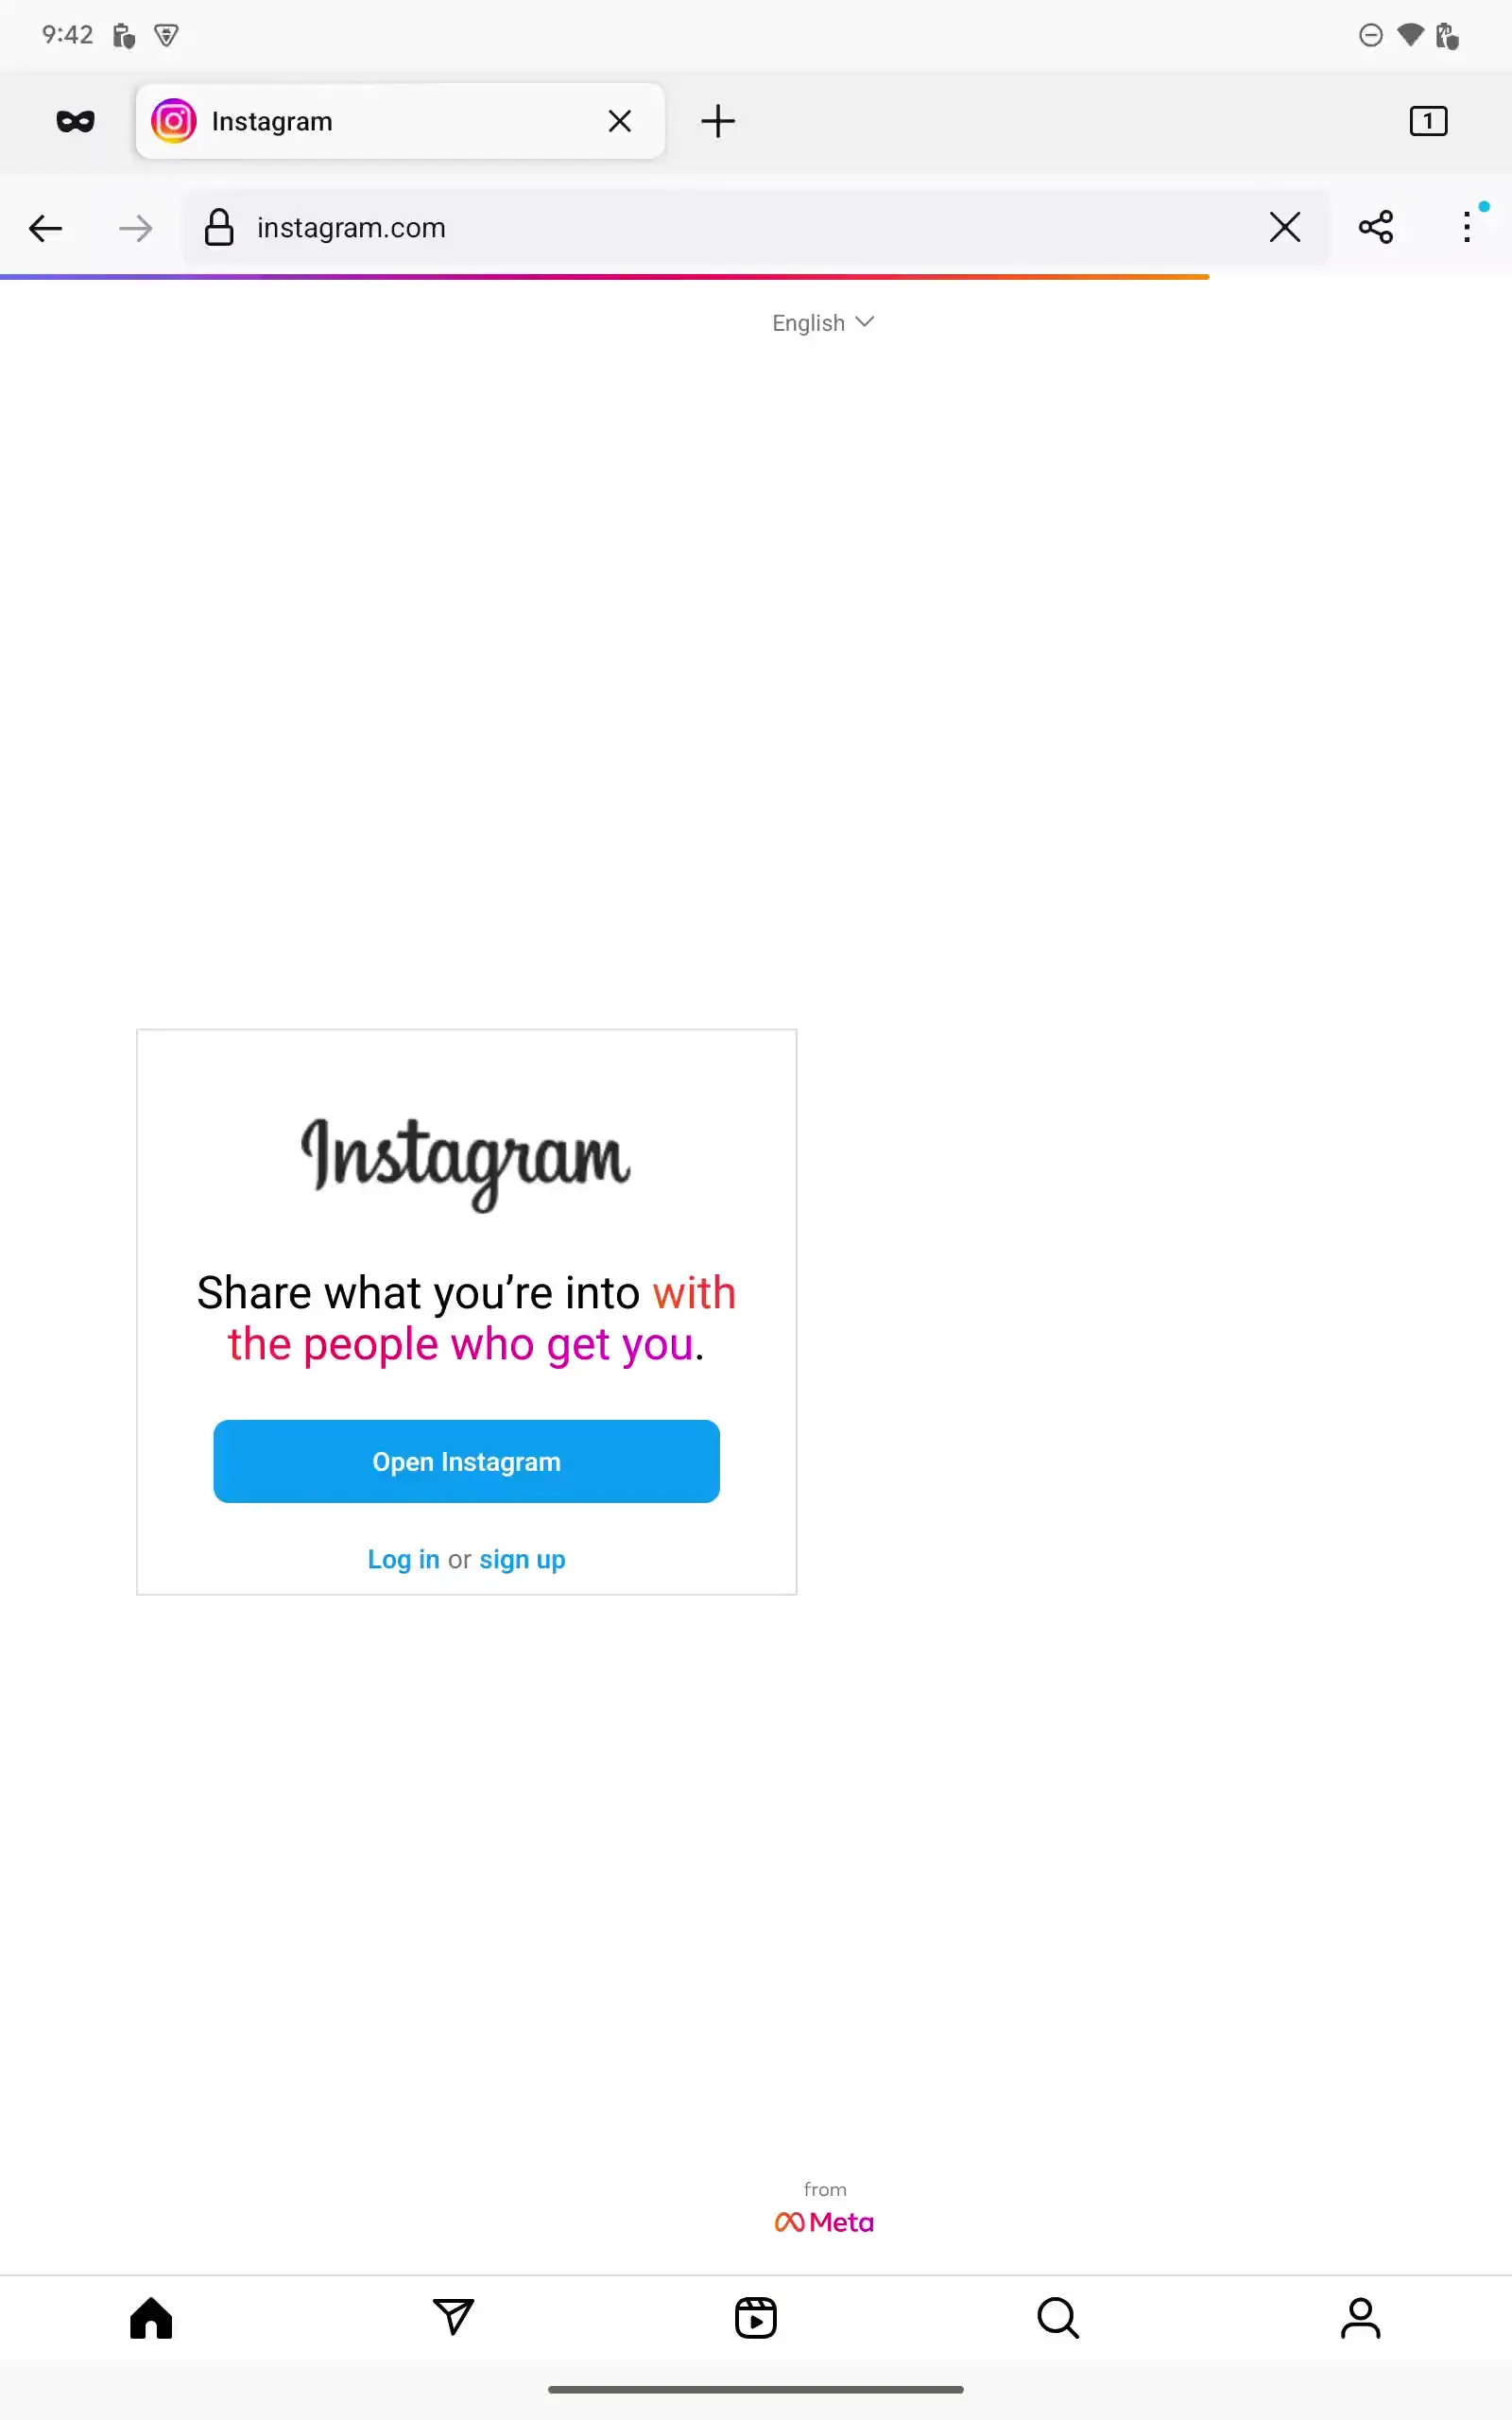 9:42
Instagram
1
instagram.com
English
Instagram
Share what you’re into with
the people who get you.
Open Instagram
Log in or sign up
from
Meta